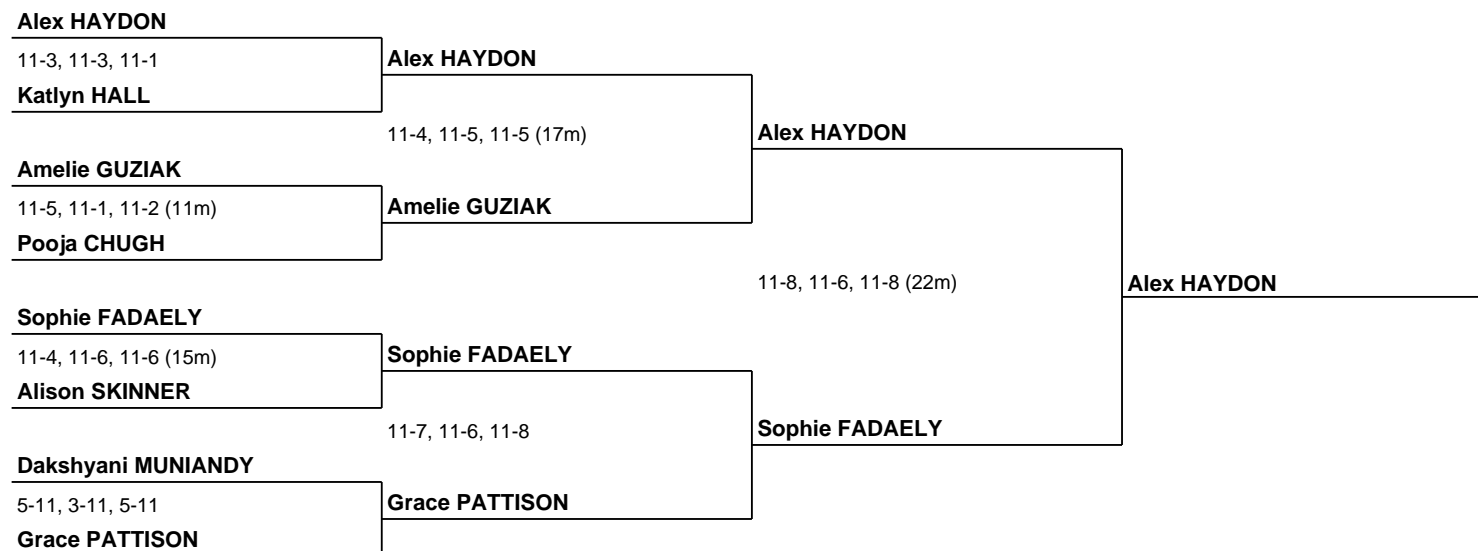 Alex HAYDON
11-3, 11-3, 11-1
Katlyn HALL
Amelie GUZIAK
11-5, 11-1, 11-2 (11m)
Pooja CHUGH
Sophie FADAELY
11-4, 11-6, 11-6 (15m)
Alison SKINNER
Dakshyani MUNIANDY
5-11, 3-11, 5-11
Grace PATTISON
Alex HAYDON
11-4, 11-5, 11-5 (17m)
Amelie GUZIAK
Sophie FADAELY
11-7, 11-6, 11-8
Grace PATTISON
Alex HAYDON
11-8, 11-6, 11-8 (22m)
Sophie FADAELY
Alex HAYDON